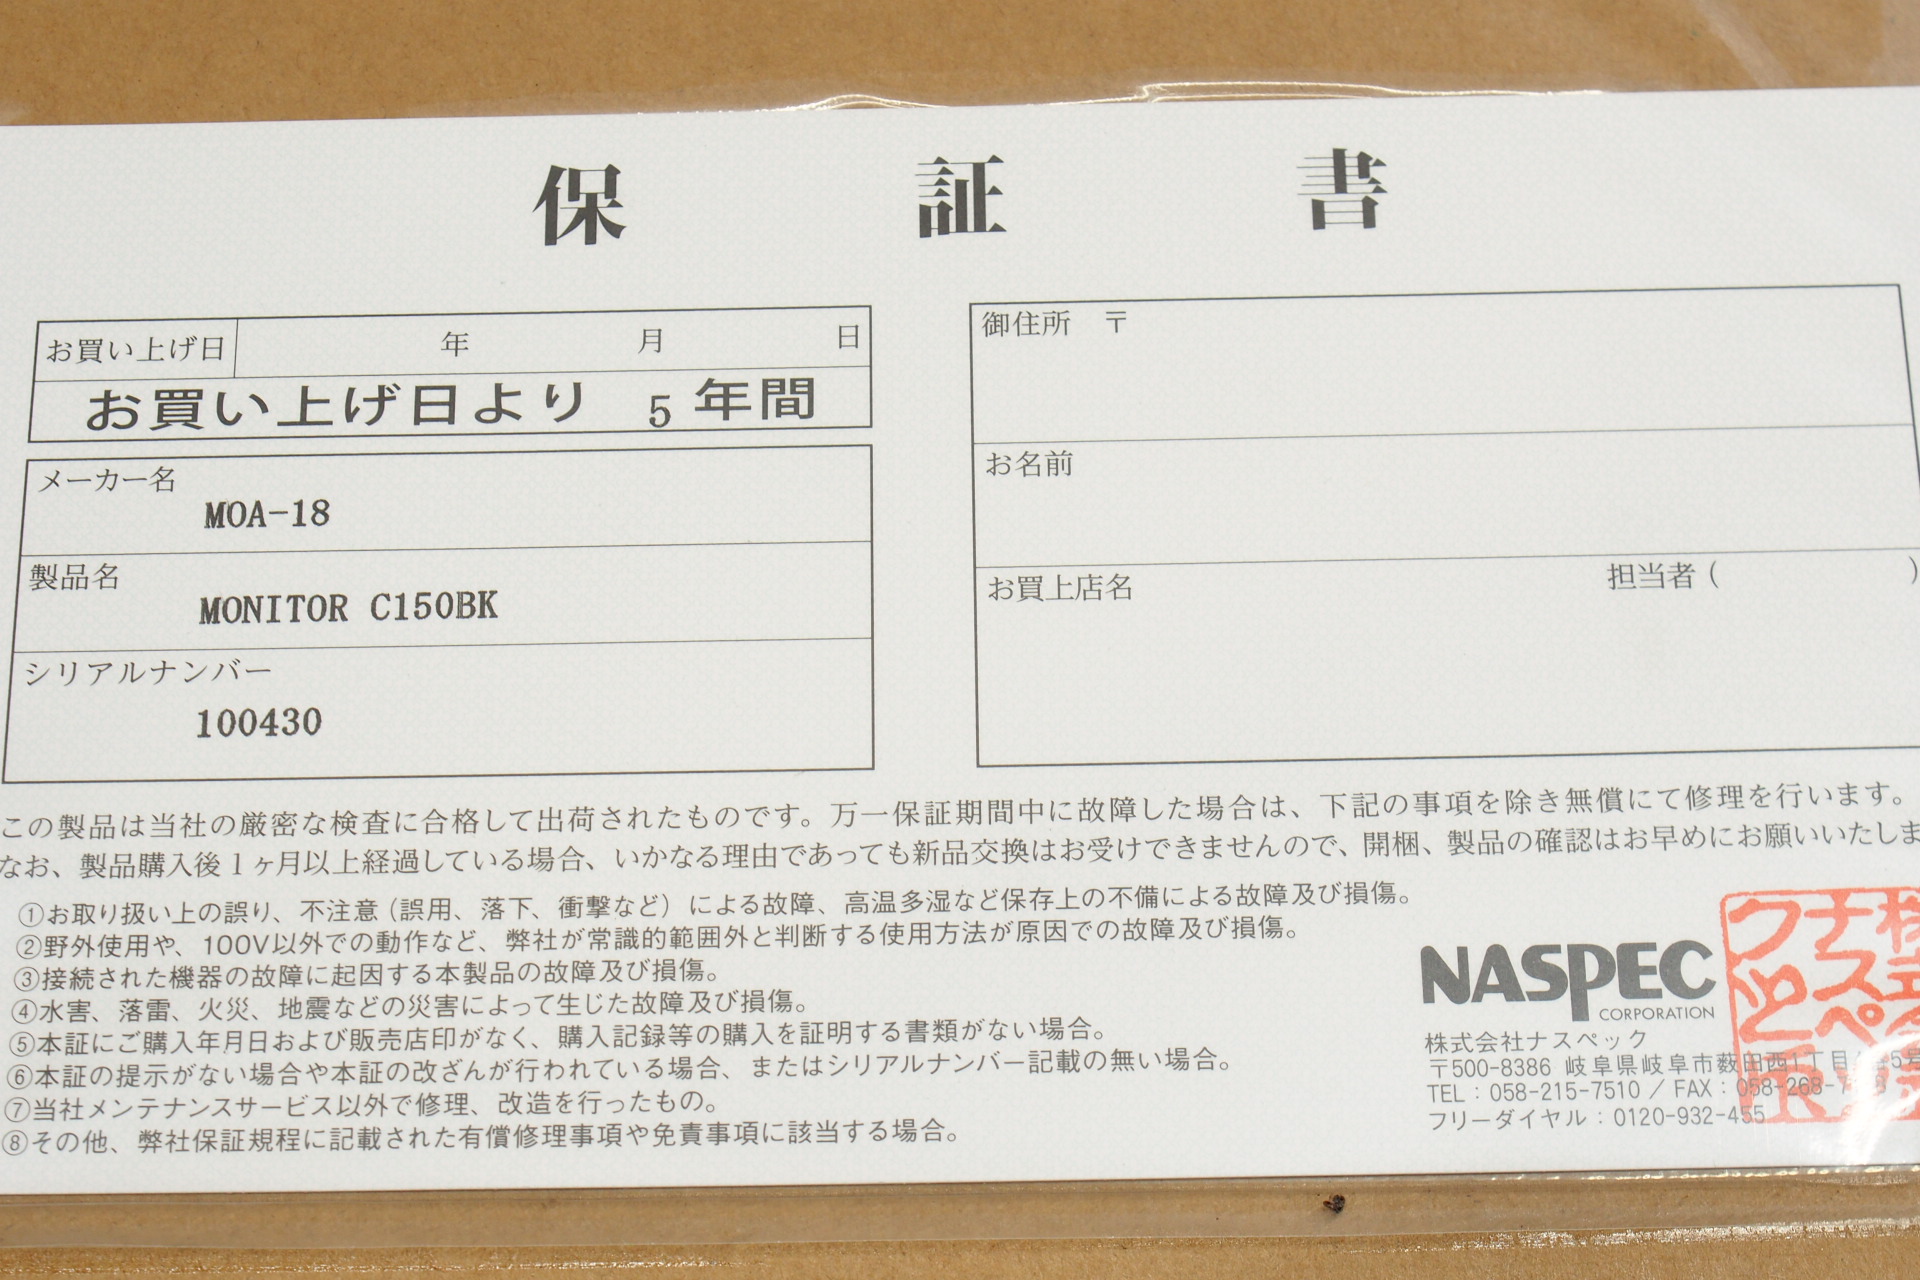 保証書
お買い上げ日 年 月 日
お買い上げ日より 5 年間
メーカー名
MOA-18
製品名
MONITOR C150BK
シリアルナンバー
100430
御住所 〒
お名前
お買上店名 担当者( )
この製品は当社の厳密な検査に合格して出荷されたものです。万一保証期間中に故障した場合は、下記の事項を除き無償にて修理を行います。
なお、製品購入後1ヶ月以上経過している場合、いかなる理由であっても新品交換はお受けできませんので、開梱、製品の確認はお早めにお願いいたしま
①お取り扱い上の誤り、不注意(誤用、落下、衝撃など)による故障、高温多湿など保存上の不備による故障及び損傷。
②野外使用や、100V以外での動作など、弊社が常識的範囲外と判断する使用方法が原因での故障及び損傷。
③接続された機器の故障に起因する本製品の故障及び損傷。
④水害、落雷、火災、地震などの災害によって生じた故障及び損傷。
⑤本証にご購入年月日および販売店印がなく、購入記録等の購入を証明する書類がない場合。
⑥本証の提示がない場合や本証の改ざんが行われている場合、またはシリアルナンバー記載の無い場合。
⑦当社メンテナンスサービス以外で修理、改造を行ったもの。
⑧その他、弊社保証規程に記載された有償修理事項や免責事項に該当する場合。
NASPEC
CORPORATION
株式会社ナスペック
〒500-8386 岐阜県岐阜市薮田西1丁目
TEL:058-215-7510 / FAX:058-268-7
フリーダイヤル:0120-932-455